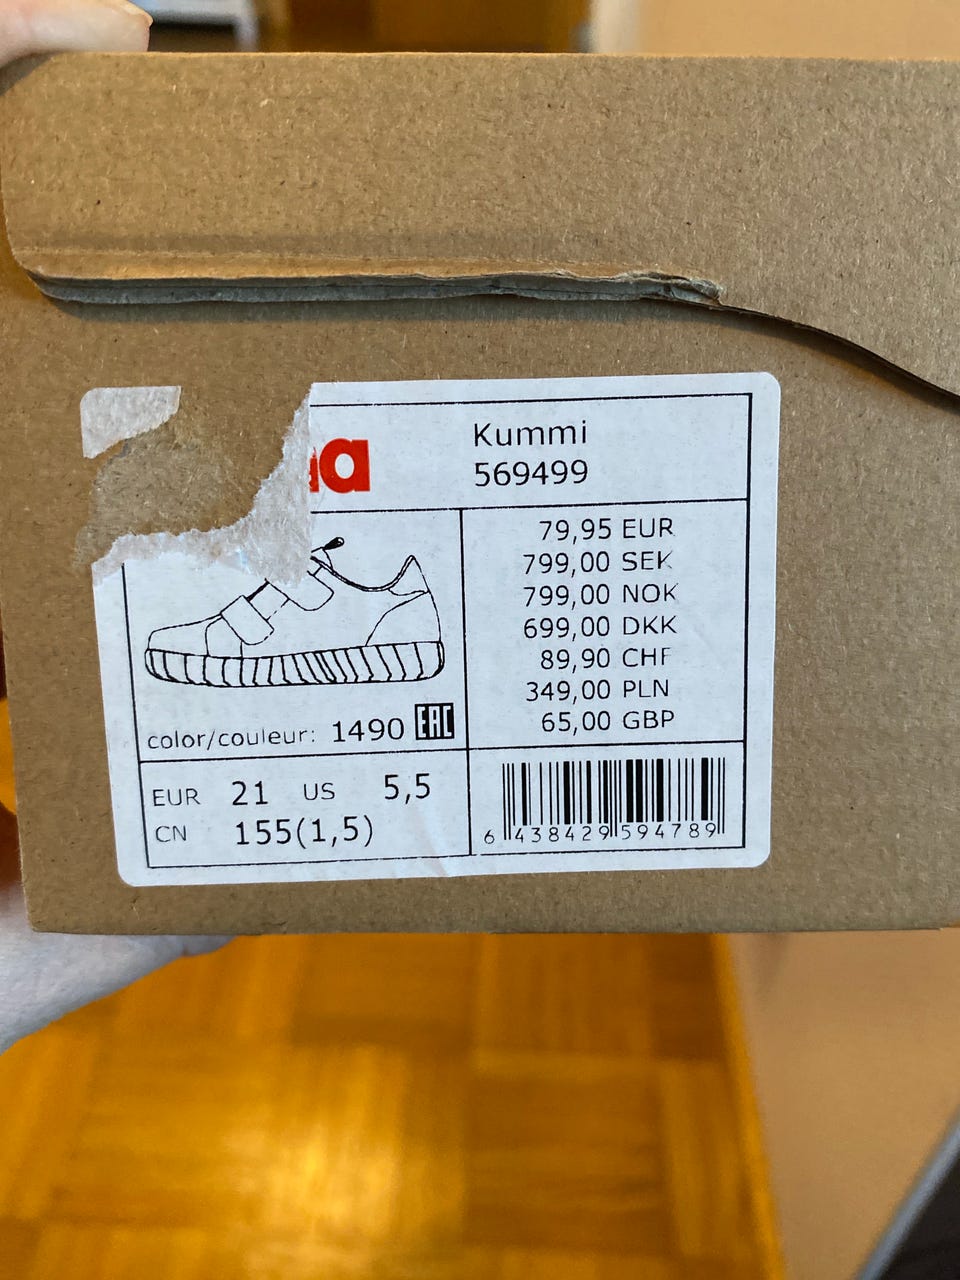 a
Kummi
569499
79,95 EUR
799,00 SEK
799,00 NOK
699,00 DKK
89,90 CHF
349,00 PLN
65,00 GBP
color/couleur: 1490 EAC
EUR 21 US 5,5
CN 155(1,5)
6 438429 594789